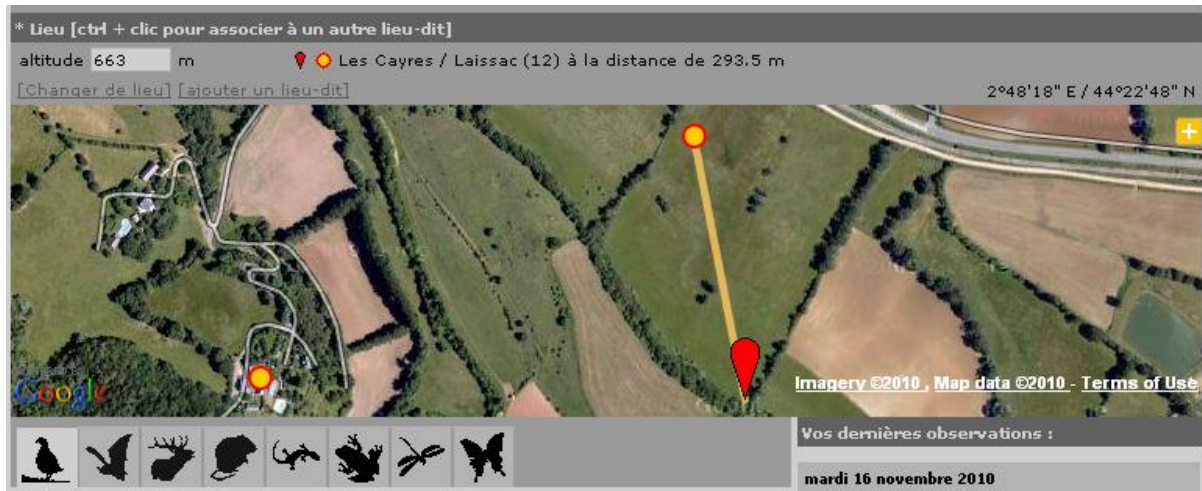 * Lieu [ctrl + clic pour associer à un autre lieu-dit]
altitude 663 m Les Cayres / Laissac (12) à la distance de 293.5 m
[Changer de lieu] [ajouter un lieu-dit] 2°48'18" E / 44°22'48" N
+
Google
Imagery ©2010 , Map data ©2010 - Terms of Use
Vos dernières observations :
mardi 16 novembre 2010